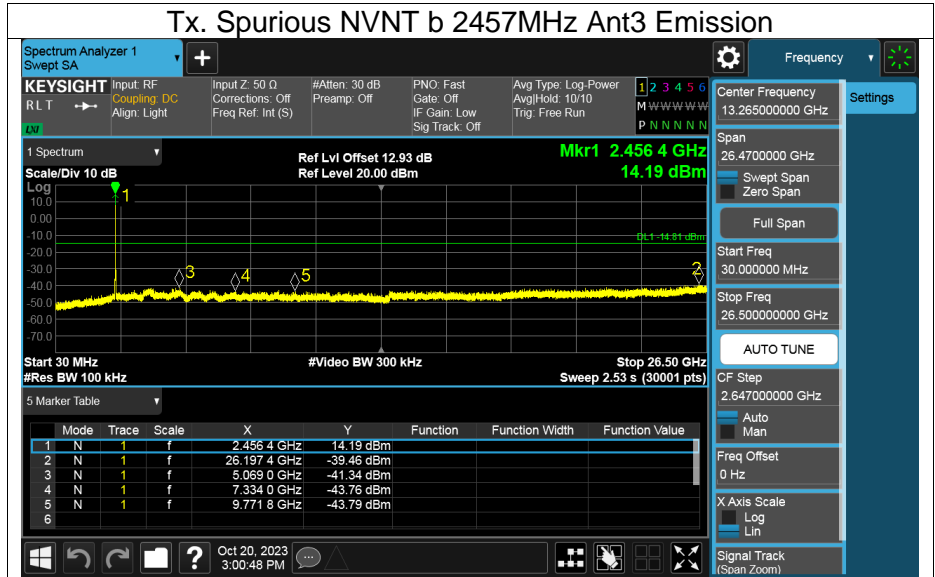 Tx. Spurious NVNT b 2457MHz Ant3 Emission
Spectrum Analyzer 1
Swept SA
+
Frequency
KEYSIGHT
RLT
LXI
Input: RF
Coupling: DC
Align: Light
Input Z: 50 Ω
Corrections: Off
Freq Ref: Int (S)
#Atten: 30 dB
Preamp: Off
PNO: Fast
Gate: Off
IF Gain: Low
Sig Track: Off
Avg Type: Log-Power
Avg|Hold: 10/10
Trig: Free Run
1 2 3 4 5 6
M W W W W W
P N N N N N
1 Spectrum
Scale/Div 10 dB
Ref Lvl Offset 12.93 dB
Ref Level 20.00 dBm
Mkr1 2.456 4 GHz
14.19 dBm
Log
10.0
0.00
-10.0
-20.0
-30.0
-40.0
-50.0
-60.0
-70.0
1
3
4
5
2
DL1 -14.81 dBm
Start 30 MHz
#Res BW 100 kHz
#Video BW 300 kHz
Stop 26.50 GHz
Sweep 2.53 s (30001 pts)
5 Marker Table
Mode Trace Scale X Y Function Function Width Function Value
1 N 1 f 2.456 4 GHz 14.19 dBm
2 N 1 f 26.197 4 GHz -39.46 dBm
3 N 1 f 5.069 0 GHz -41.34 dBm
4 N 1 f 7.334 0 GHz -43.76 dBm
5 N 1 f 9.771 8 GHz -43.79 dBm
6
?
Oct 20, 2023
3:00:48 PM
Center Frequency
13.265000000 GHz
Settings
Span
26.4700000 GHz
Swept Span
Zero Span
Full Span
Start Freq
30.000000 MHz
Stop Freq
26.500000000 GHz
AUTO TUNE
CF Step
2.647000000 GHz
Auto
Man
Freq Offset
0 Hz
X Axis Scale
Log
Lin
Signal Track
(Span Zoom)